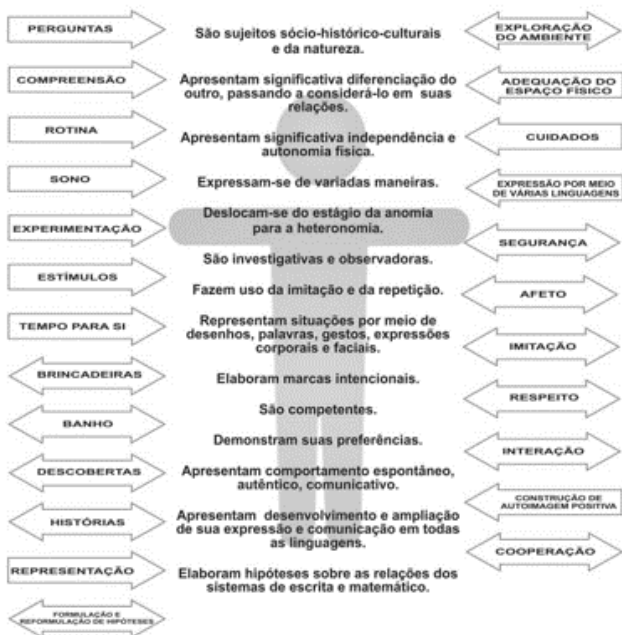 PERGUNTAS
COMPREENSÃO
ROTINA
SONO
EXPERIMENTAÇÃO
ESTÍMULOS
TEMPO PARA SI
BRINCADEIRAS
BANHO
DESCOBERTAS
HISTÓRIAS
REPRESENTAÇÃO
FORMULAÇÃO E
REFORMULAÇÃO DE HIPÓTESES
São sujeitos sócio-histórico-culturais
e da natureza.
Apresentam significativa diferenciação do
outro, passando a considerá-lo em suas
relações.
Apresentam significativa independência e
autonomia física.
Expressam-se de variadas maneiras.
Deslocam-se do estágio da anomia
para a heteronomia.
São investigativas e observadoras.
Fazem uso da imitação e da repetição.
Representam situações por meio de
desenhos, palavras, gestos, expressões
corporais e faciais.
Elaboram marcas intencionais.
São competentes.
Demonstram suas preferências.
Apresentam comportamento espontâneo,
autêntico, comunicativo.
Apresentam desenvolvimento e ampliação
de sua expressão e comunicação em todas
as linguagens.
Elaboram hipóteses sobre as relações dos
sistemas de escrita e matemático.
EXPLORAÇÃO
DO AMBIENTE
ADEQUAÇÃO DO
ESPAÇO FÍSICO
CUIDADOS
EXPRESSÃO POR MEIO
DE VÁRIAS LINGUAGENS
SEGURANÇA
AFETO
IMITAÇÃO
RESPEITO
INTERAÇÃO
CONSTRUÇÃO DE
AUTOIMAGEM POSITIVA
COOPERAÇÃO